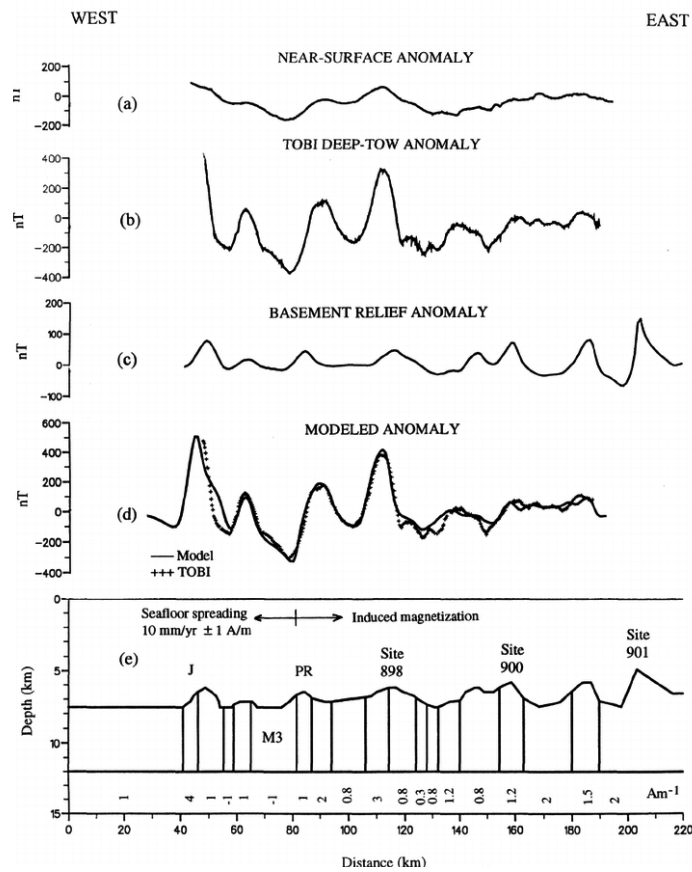 WEST EAST
NEAR-SURFACE ANOMALY
200
0
-200
nT
(a)
TOBI DEEP-TOW ANOMALY
400
200
0
-200
-400
nT
(b)
BASEMENT RELIEF ANOMALY
200
100
0
-100
nT
(c)
MODELED ANOMALY
600
400
200
0
-200
-400
nT
(d)
Model
+++ TOBI
0
5
10
15
Depth (km)
Seafloor spreading Induced magnetization
10 mm/yr ± 1 A/m
(e)
J PR
Site
898
Site
900
Site
901
M3
1 4 1 -1 1 -1 1 2 0.8 3 0.8 0.3 0.8 1.2 0.8 1.2 2 1.5 2 Am-1
0 20 40 60 80 100 120 140 160 180 200 220
Distance (km)